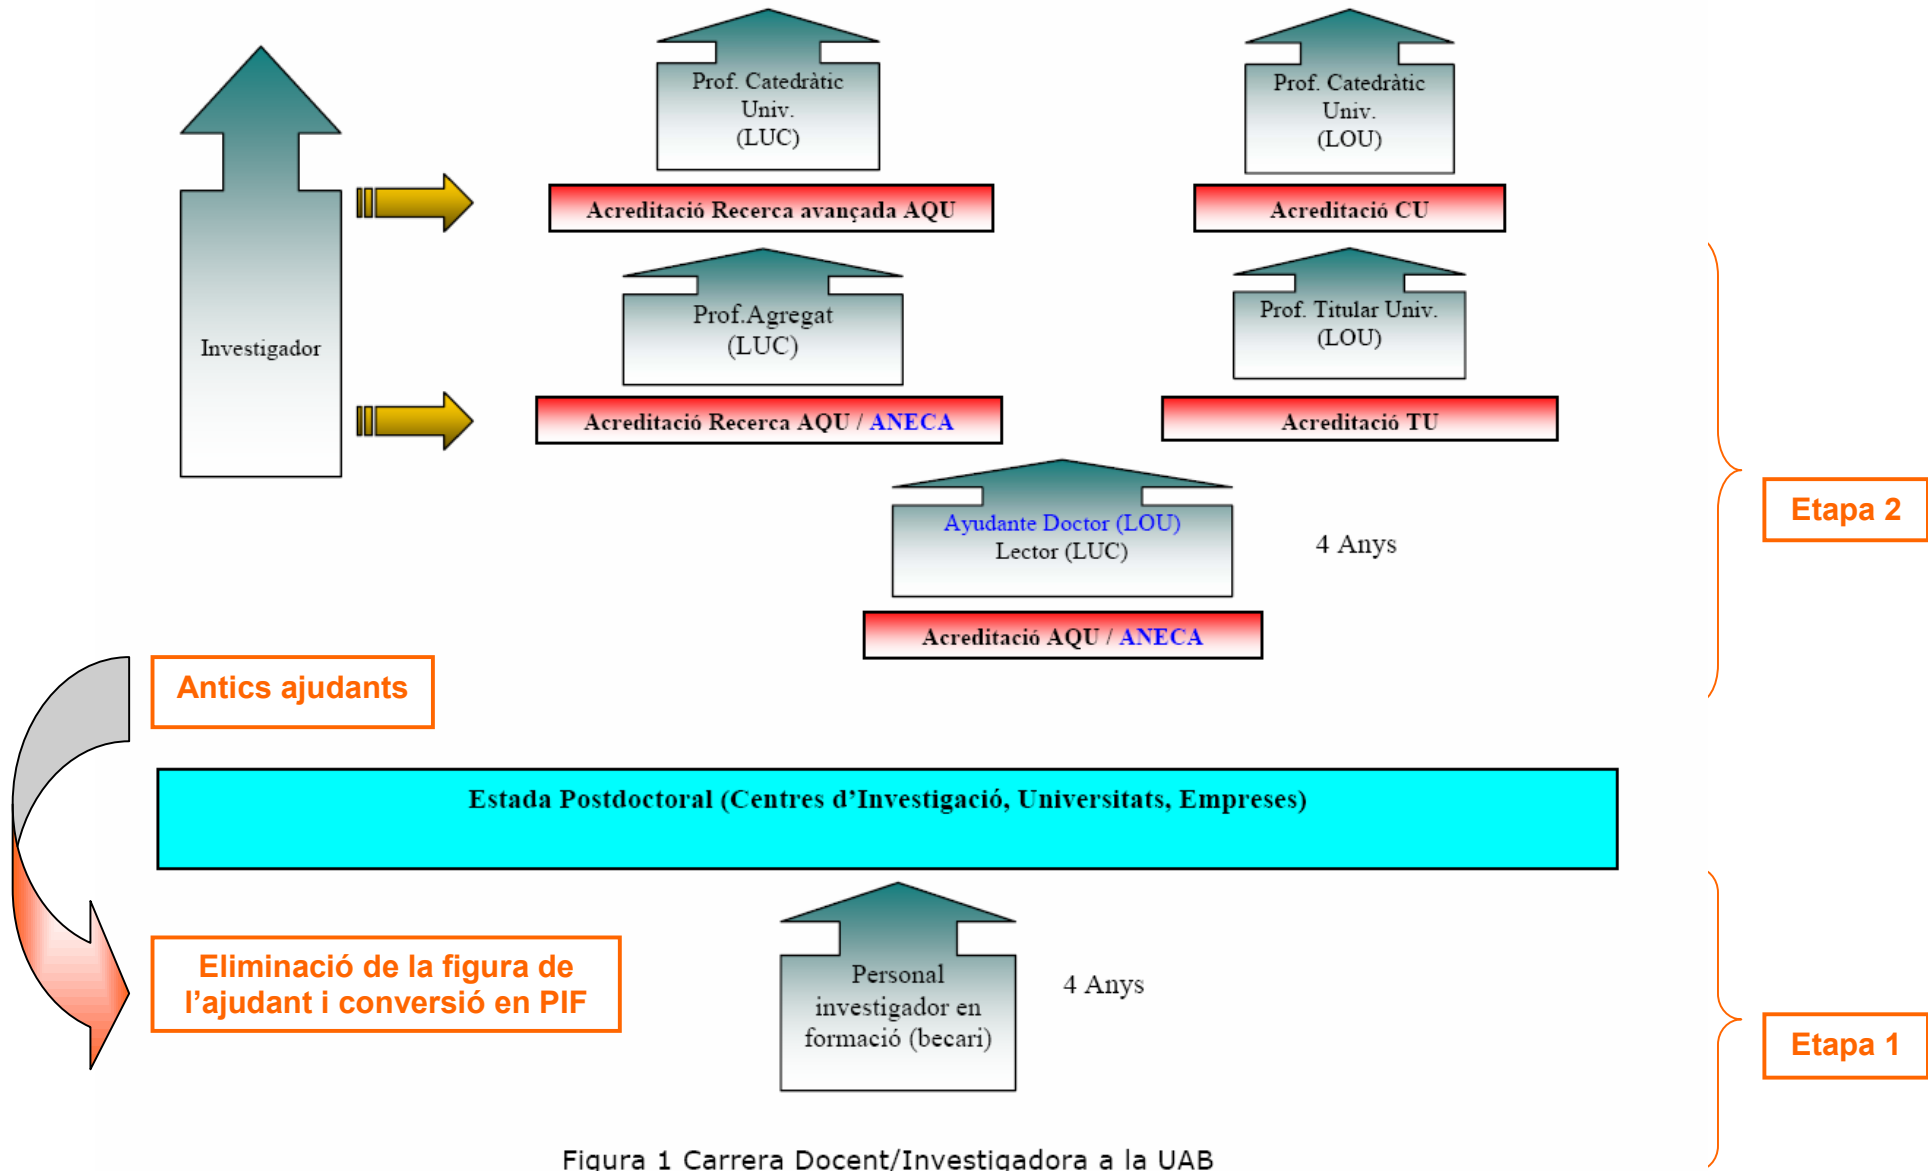 Prof. Catedràtic
Univ.
(LUC)
Prof. Catedràtic
Univ.
(LOU)
Acreditació Recerca avançada AQU
Acreditació CU
Investigador
Prof.Agregat
(LUC)
Prof. Titular Univ.
(LOU)
Acreditació Recerca AQU / ANECA
Acreditació TU
Ayudante Doctor (LOU)
Lector (LUC)
4 Anys
Etapa 2
Acreditació AQU / ANECA
Antics ajudants
Estada Postdoctoral (Centres d’Investigació, Universitats, Empreses)
Eliminació de la figura de
l’ajudant i conversió en PIF
Personal
investigador en
formació (becari)
4 Anys
Etapa 1
Figura 1 Carrera Docent/Investigadora a la UAB